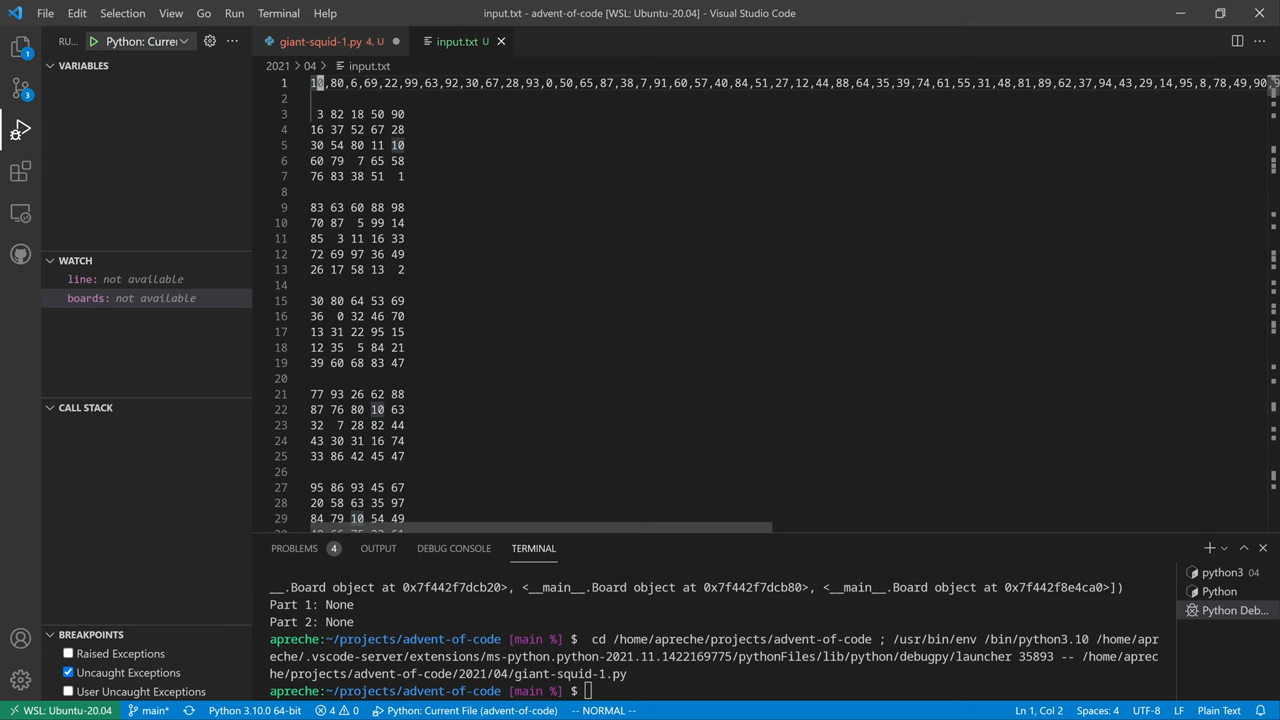 File Edit Selection View Go Run Terminal Help input.txt - advent-of-code [WSL: Ubuntu-20.04] - Visual Studio Code
RU... Python: Curre giant-squid-1.py 4, U input.txt U
VARIABLES
2021 > 04 > input.txt
1 10,80,6,69,22,99,63,92,30,67,28,93,0,50,65,87,38,7,91,60,57,40,84,51,27,12,44,88,64,35,39,74,61,55,31,48,81,89,62,37,94,43,29,14,95,8,78,49,90
2
3 3 82 18 50 90
4 16 37 52 67 28
5 30 54 80 11 10
6 60 79 7 65 58
7 76 83 38 51 1
8
9 83 63 60 88 98
10 70 87 5 99 14
11 85 3 11 16 33
12 72 69 97 36 49
13 26 17 58 13 2
14
15 30 80 64 53 69
16 36 0 32 46 70
17 13 31 22 95 15
18 12 35 5 84 21
19 39 60 68 83 47
20
21 77 93 26 62 88
22 87 76 80 10 63
23 32 7 28 82 44
24 43 30 31 16 74
25 33 86 42 45 47
26
27 95 86 93 45 67
28 20 58 63 35 97
29 84 79 10 54 49
WATCH
line: not available
boards: not available
CALL STACK
BREAKPOINTS
Raised Exceptions
Uncaught Exceptions
User Uncaught Exceptions
PROBLEMS 4 OUTPUT DEBUG CONSOLE TERMINAL
__.Board object at 0x7f442f7dcb20>, <__main__.Board object at 0x7f442f7dcb80>, <__main__.Board object at 0x7f442f8e4ca0>])
Part 1: None
Part 2: None
apreche:~/projects/advent-of-code [main %] $ cd /home/apreche/projects/advent-of-code ; /usr/bin/env /bin/python3.10 /home/apr
eche/.vscode-server/extensions/ms-python.python-2021.11.1422169775/pythonFiles/lib/python/debugpy/launcher 35893 -- /home/aprec
he/projects/advent-of-code/2021/04/giant-squid-1.py
apreche:~/projects/advent-of-code [main %] $
python3 04
Python
Python Deb...
1
3
WSL: Ubuntu-20.04 main* Python 3.10.0 64-bit 4 0 Python: Current File (advent-of-code) -- NORMAL -- Ln 1, Col 2 Spaces: 4 UTF-8 LF Plain Text